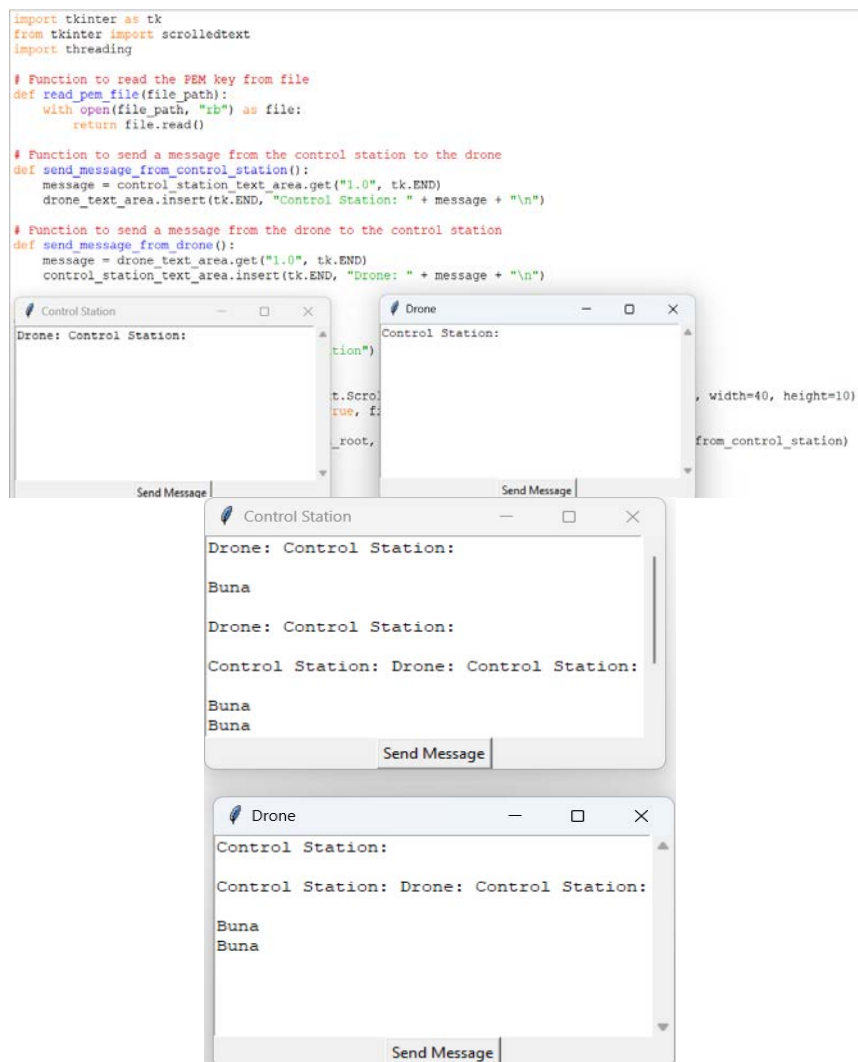 import tkinter as tk
from tkinter import scrolledtext
import threading
# Function to read the PEM key from file
def read_pem_file(file_path):
    with open(file_path, "rb") as file:
        return file.read()
# Function to send a message from the control station to the drone
def send_message_from_control_station():
    message = control_station_text_area.get("1.0", tk.END)
    drone_text_area.insert(tk.END, "Control Station: " + message + "\n")
# Function to send a message from the drone to the control station
def send_message_from_drone():
    message = drone_text_area.get("1.0", tk.END)
    control_station_text_area.insert(tk.END, "Drone: " + message + "\n")
Control Station
Drone: Control Station:
Send Message
Drone
Control Station:
Send Message
tion")
t.Scro
, width=40, height=10)
rue, f
_root,
from_control_station)
Control Station
Drone: Control Station:
Buna
Drone: Control Station:
Control Station: Drone: Control Station:
Buna
Buna
Send Message
Drone
Control Station:
Control Station: Drone: Control Station:
Buna
Buna
Send Message